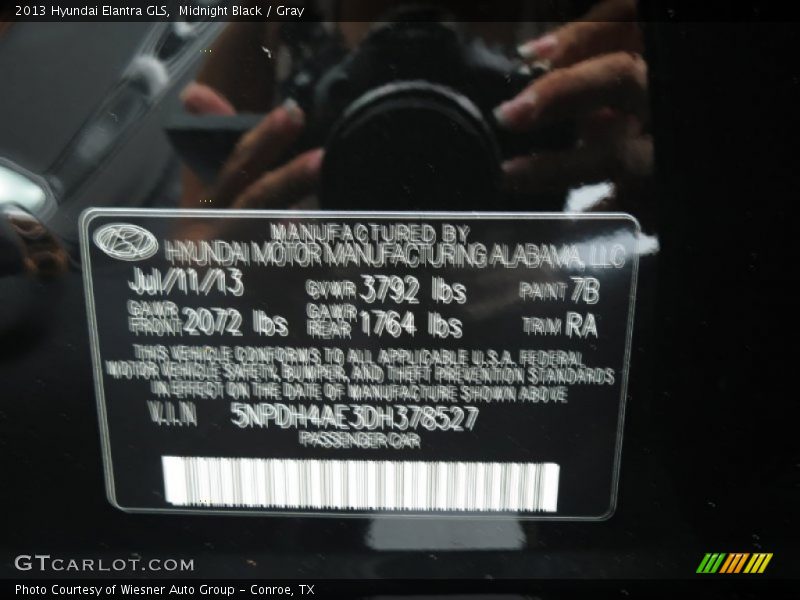 2013 Hyundai Elantra GLS, Midnight Black / Gray
MANUFACTURED BY
HYUNDAI MOTOR MANUFACTURING ALABAMA, LLC
Jul/11/13 GVWR 3792 lbs PAINT 7B
GAWR FRONT 2072 lbs GAWR REAR 1764 lbs TRIM RA
THIS VEHICLE CONFORMS TO ALL APPLICABLE U.S.A. FEDERAL
MOTOR VEHICLE SAFETY, BUMPER, AND THEFT PREVENTION STANDARDS
IN EFFECT ON THE DATE OF MANUFACTURE SHOWN ABOVE
V.I.N 5NPDH4AE3DH378527
PASSENGER CAR
GTCARLOT.COM
Photo Courtesy of Wiesner Auto Group - Conroe, TX